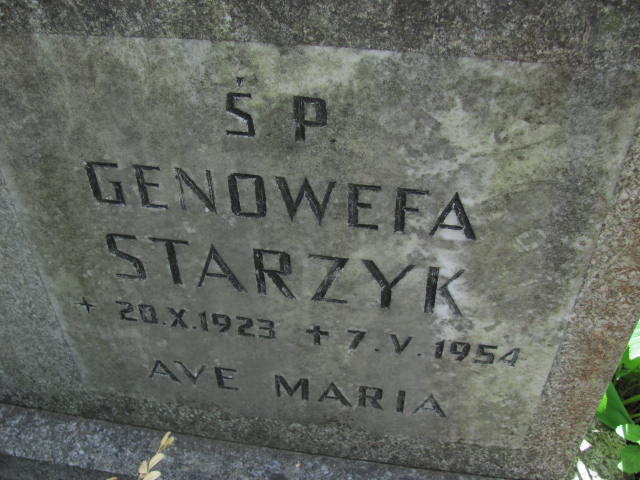 Ś. P.
GENOWEFA
STARZYK
+ 20.X.1923 ✝ 7.V.1954
AVE MARIA